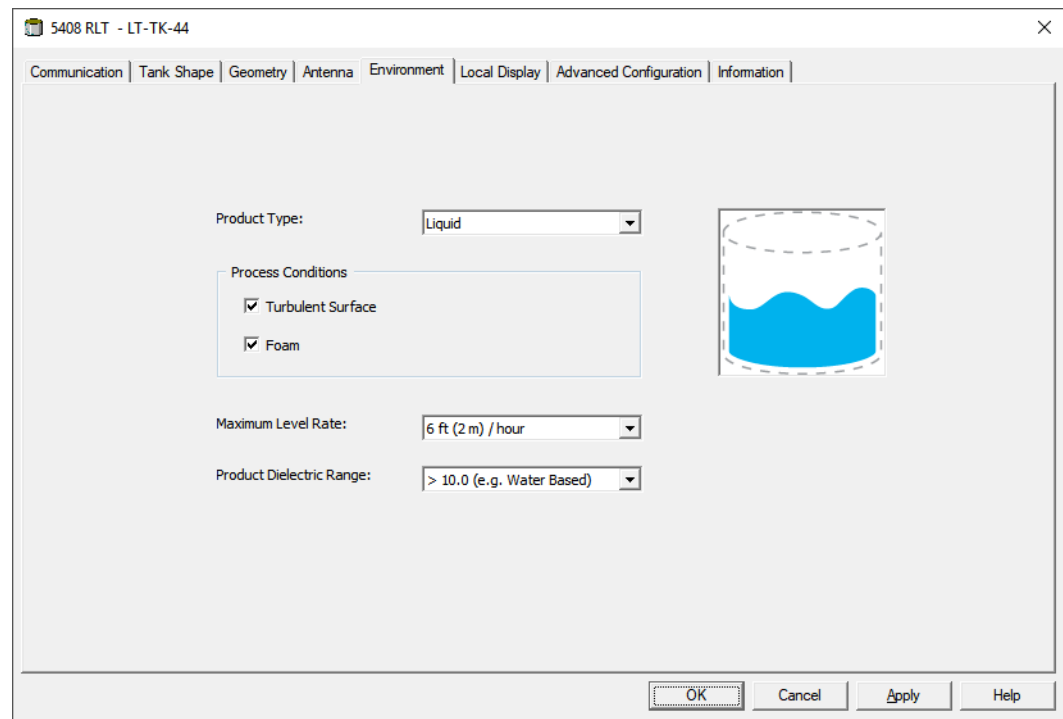 5408 RLT - LT-TK-44
Communication Tank Shape Geometry Antenna Environment Local Display Advanced Configuration Information
Product Type: Liquid
Process Conditions
Turbulent Surface
Foam
Maximum Level Rate: 6 ft (2 m) / hour
Product Dielectric Range: > 10.0 (e.g. Water Based)
OK Cancel Apply Help